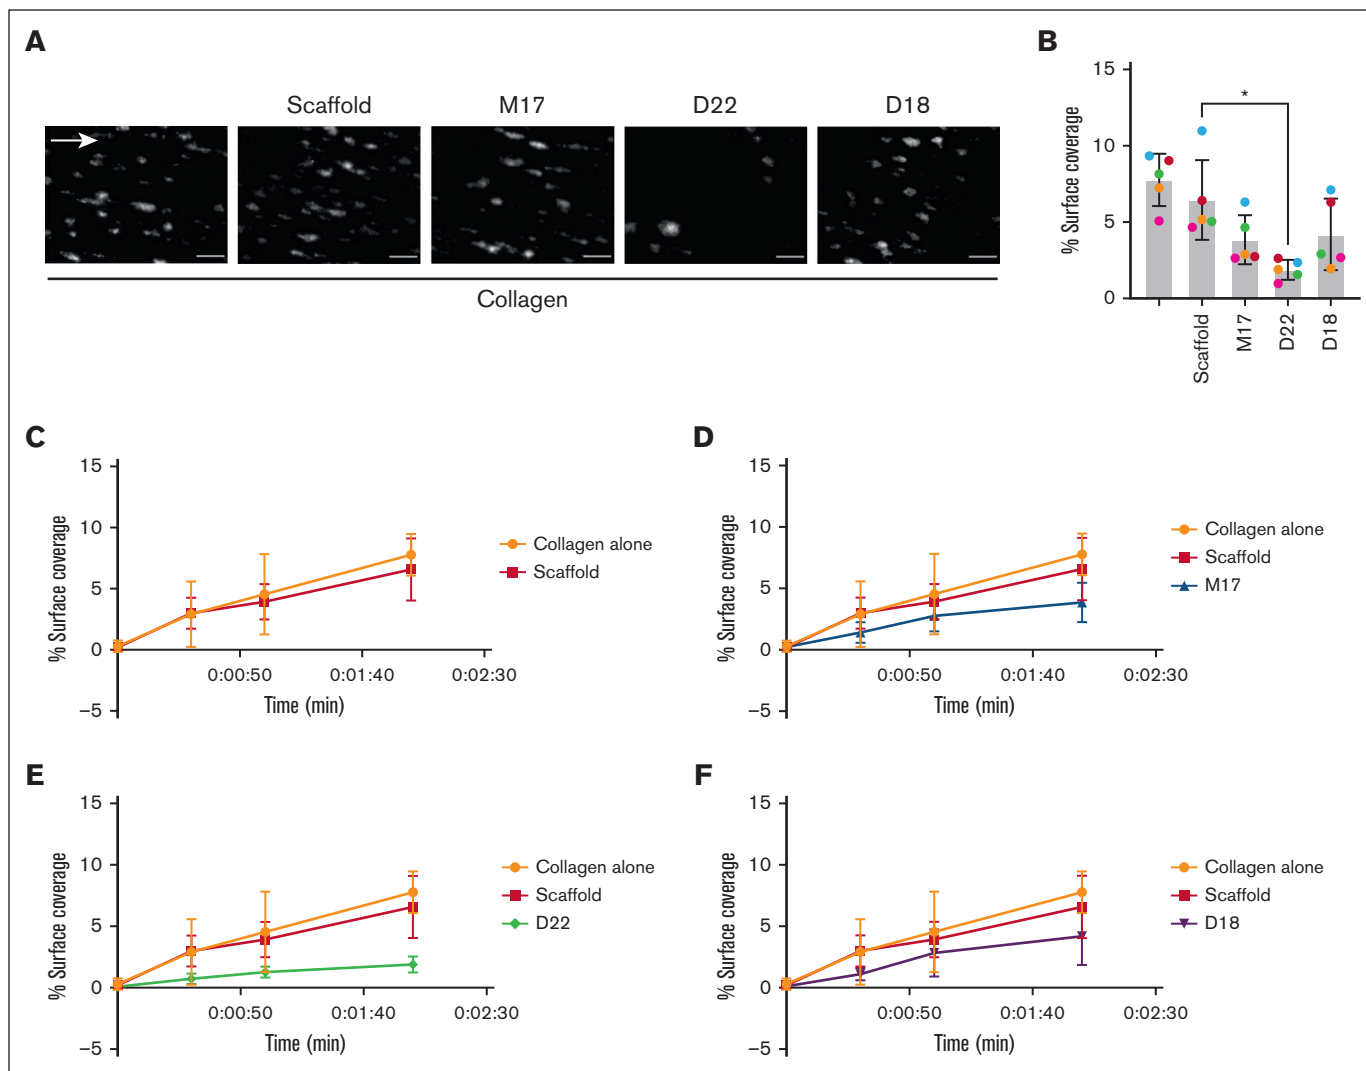 A
Scaffold
M17
D22
D18
Collagen
B
% Surface coverage
15
10
5
0
*
Scaffold
M17
D22
D18
C
% Surface coverage
15
10
5
0
–5
0:00:50
0:01:40
0:02:30
Time (min)
Collagen alone
Scaffold
D
% Surface coverage
15
10
5
0
–5
0:00:50
0:01:40
0:02:30
Time (min)
Collagen alone
Scaffold
M17
E
% Surface coverage
15
10
5
0
–5
0:00:50
0:01:40
0:02:30
Time (min)
Collagen alone
Scaffold
D22
F
% Surface coverage
15
10
5
0
–5
0:00:50
0:01:40
0:02:30
Time (min)
Collagen alone
Scaffold
D18